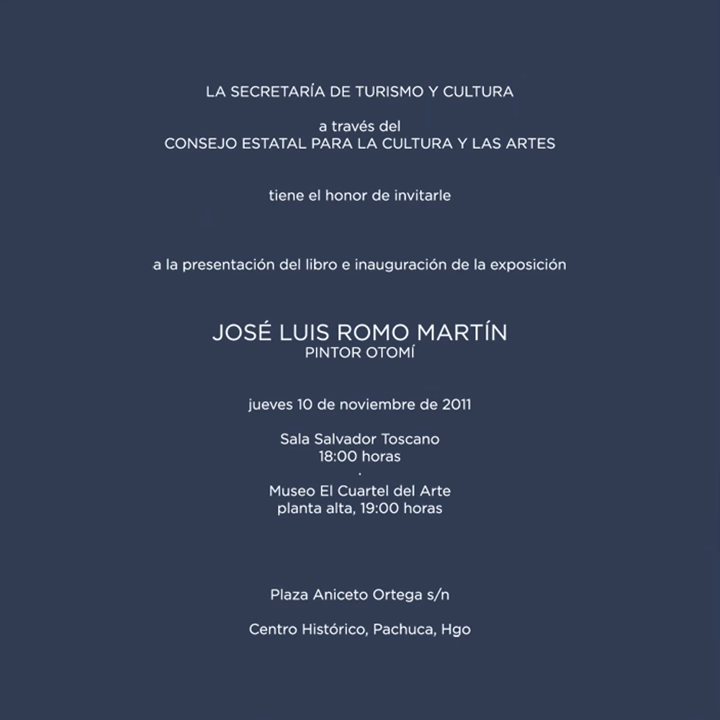 LA SECRETARÍA DE TURISMO Y CULTURA
a través del
CONSEJO ESTATAL PARA LA CULTURA Y LAS ARTES
tiene el honor de invitarle
a la presentación del libro e inauguración de la exposición
JOSÉ LUIS ROMO MARTÍN
PINTOR OTOMÍ
jueves 10 de noviembre de 2011
Sala Salvador Toscano
18:00 horas
.
Museo El Cuartel del Arte
planta alta, 19:00 horas
Plaza Aniceto Ortega s/n
Centro Histórico, Pachuca, Hgo